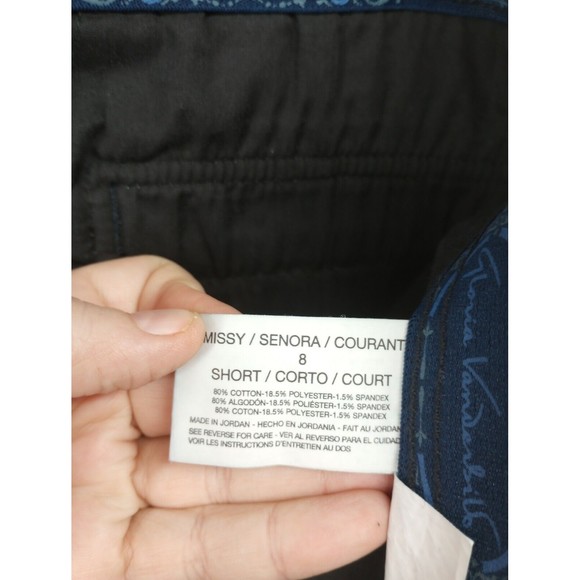 MISSY / SENORA / COURANT
8
SHORT / CORTO / COURT
80% COTTON-18.5% POLYESTER-1.5% SPANDEX
80% ALGODÓN-18.5% POLIÉSTER-1.5% SPANDEX
80% COTON-18.5% POLYESTER-1.5% SPANDEX
MADE IN JORDAN - HECHO EN JORDANIA - FAIT AU JORDAN
SEE REVERSE FOR CARE - VER AL REVERSO PARA EL CUIDAD
VOIR LES INSTRUCTIONS D'ENTRETIEN AU DOS
Vanderbilt